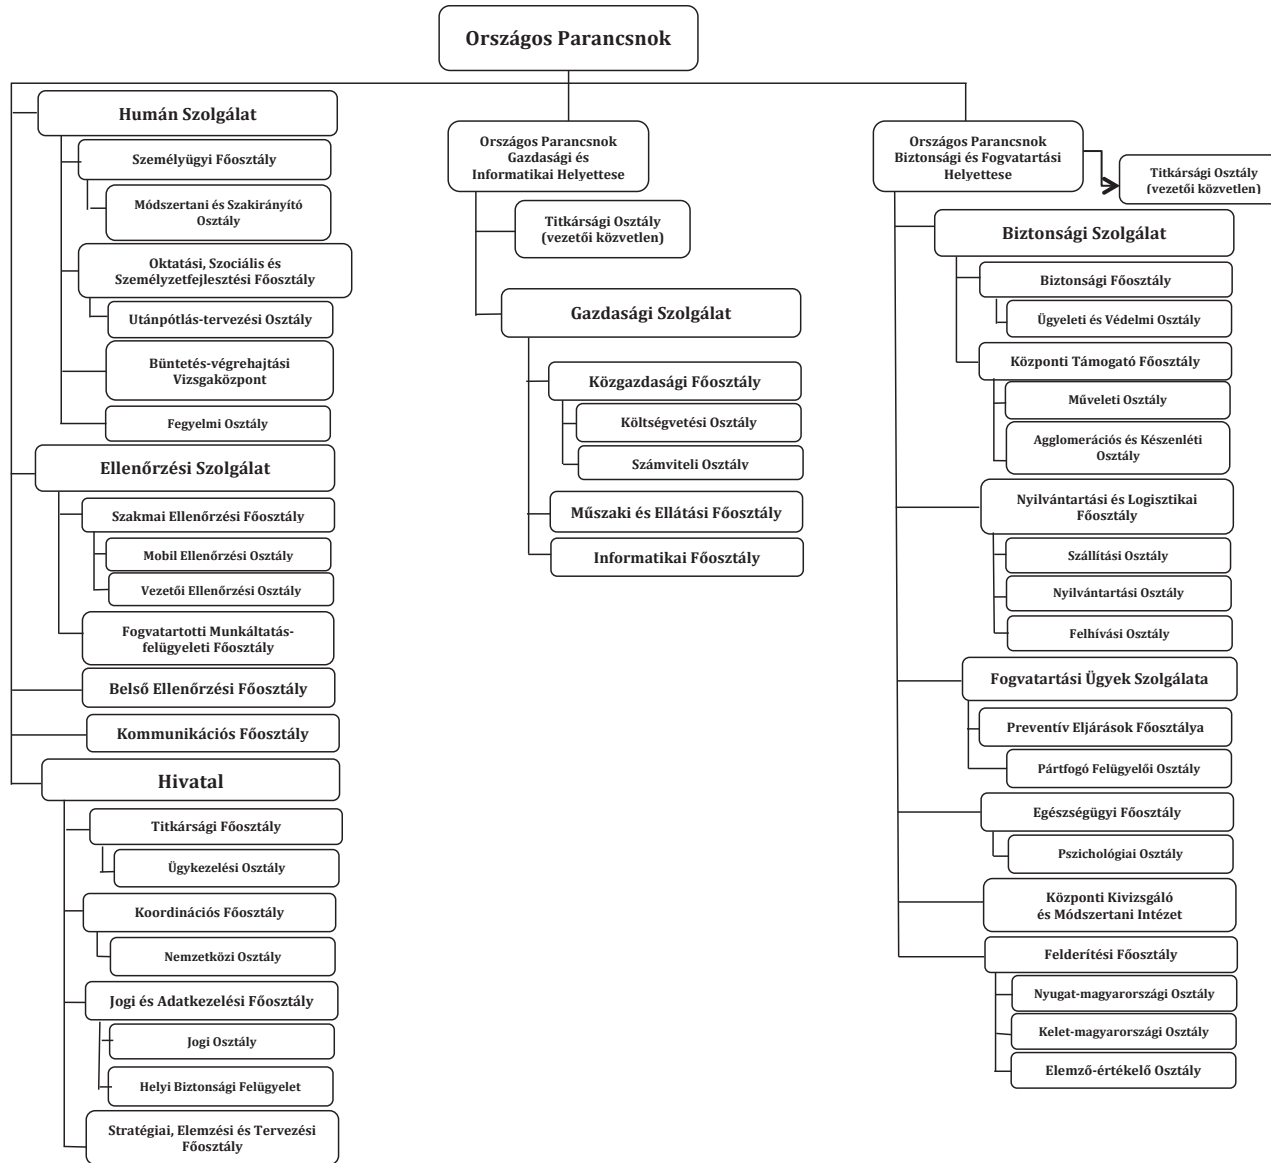 Országos Parancsnok
Humán Szolgálat
Személyügyi Főosztály
Módszertani és Szakirányító
Osztály
Oktatási, Szociális és
Személyzetfejlesztési Főosztály
Utánpótlás-tervezési Osztály
Büntetés-végrehajtási
Vizsgaközpont
Fegyelmi Osztály
Ellenőrzési Szolgálat
Szakmai Ellenőrzési Főosztály
Mobil Ellenőrzési Osztály
Vezetői Ellenőrzési Osztály
Fogvatartotti Munkáltatás-
felügyeleti Főosztály
Belső Ellenőrzési Főosztály
Kommunikációs Főosztály
Hivatal
Titkársági Főosztály
Ügykezelési Osztály
Koordinációs Főosztály
Nemzetközi Osztály
Jogi és Adatkezelési Főosztály
Jogi Osztály
Helyi Biztonsági Felügyelet
Stratégiai, Elemzési és Tervezési
Főosztály
Országos Parancsnok
Gazdasági és
Informatikai Helyettese
Titkársági Osztály
(vezetői közvetlen)
Gazdasági Szolgálat
Közgazdasági Főosztály
Költségvetési Osztály
Számviteli Osztály
Műszaki és Ellátási Főosztály
Informatikai Főosztály
Országos Parancsnok
Biztonsági és Fogvatartási
Helyettese
Titkársági Osztály
(vezetői közvetlen)
Biztonsági Szolgálat
Biztonsági Főosztály
Ügyeleti és Védelmi Osztály
Központi Támogató Főosztály
Műveleti Osztály
Agglomerációs és Készenléti
Osztály
Nyilvántartási és Logisztikai
Főosztály
Szállítási Osztály
Nyilvántartási Osztály
Felhívási Osztály
Fogvatartási Ügyek Szolgálata
Preventív Eljárások Főosztálya
Pártfogó Felügyelői Osztály
Egészségügyi Főosztály
Pszichológiai Osztály
Központi Kivizsgáló
és Módszertani Intézet
Felderítési Főosztály
Nyugat-magyarországi Osztály
Kelet-magyarországi Osztály
Elemző-értékelő Osztály